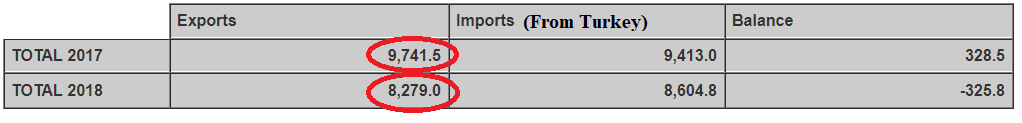 Exports Imports (From Turkey) Balance
TOTAL 2017 9,741.5 9,413.0 328.5
TOTAL 2018 8,279.0 8,604.8 -325.8